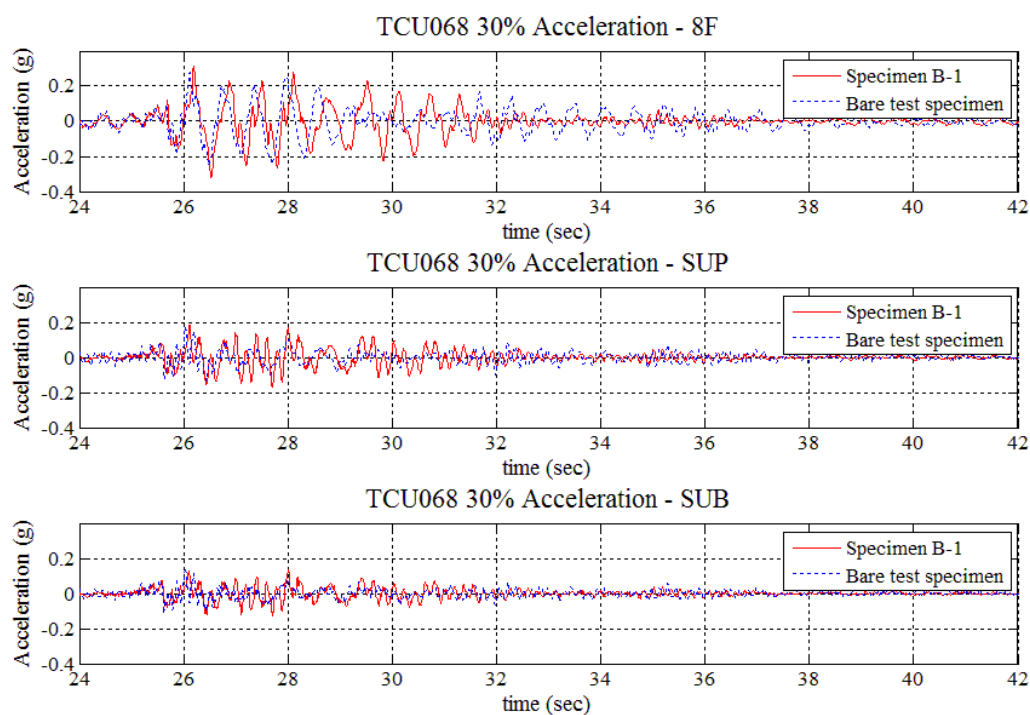 TCU068 30% Acceleration - 8F
Acceleration (g)
0.2
0
-0.2
-0.4
Specimen B-1
Bare test specimen
24 26 28 30 32 34 36 38 40 42
time (sec)
TCU068 30% Acceleration - SUP
Acceleration (g)
0.2
0
-0.2
-0.4
Specimen B-1
Bare test specimen
24 26 28 30 32 34 36 38 40 42
time (sec)
TCU068 30% Acceleration - SUB
Acceleration (g)
0.2
0
-0.2
-0.4
Specimen B-1
Bare test specimen
24 26 28 30 32 34 36 38 40 42
time (sec)